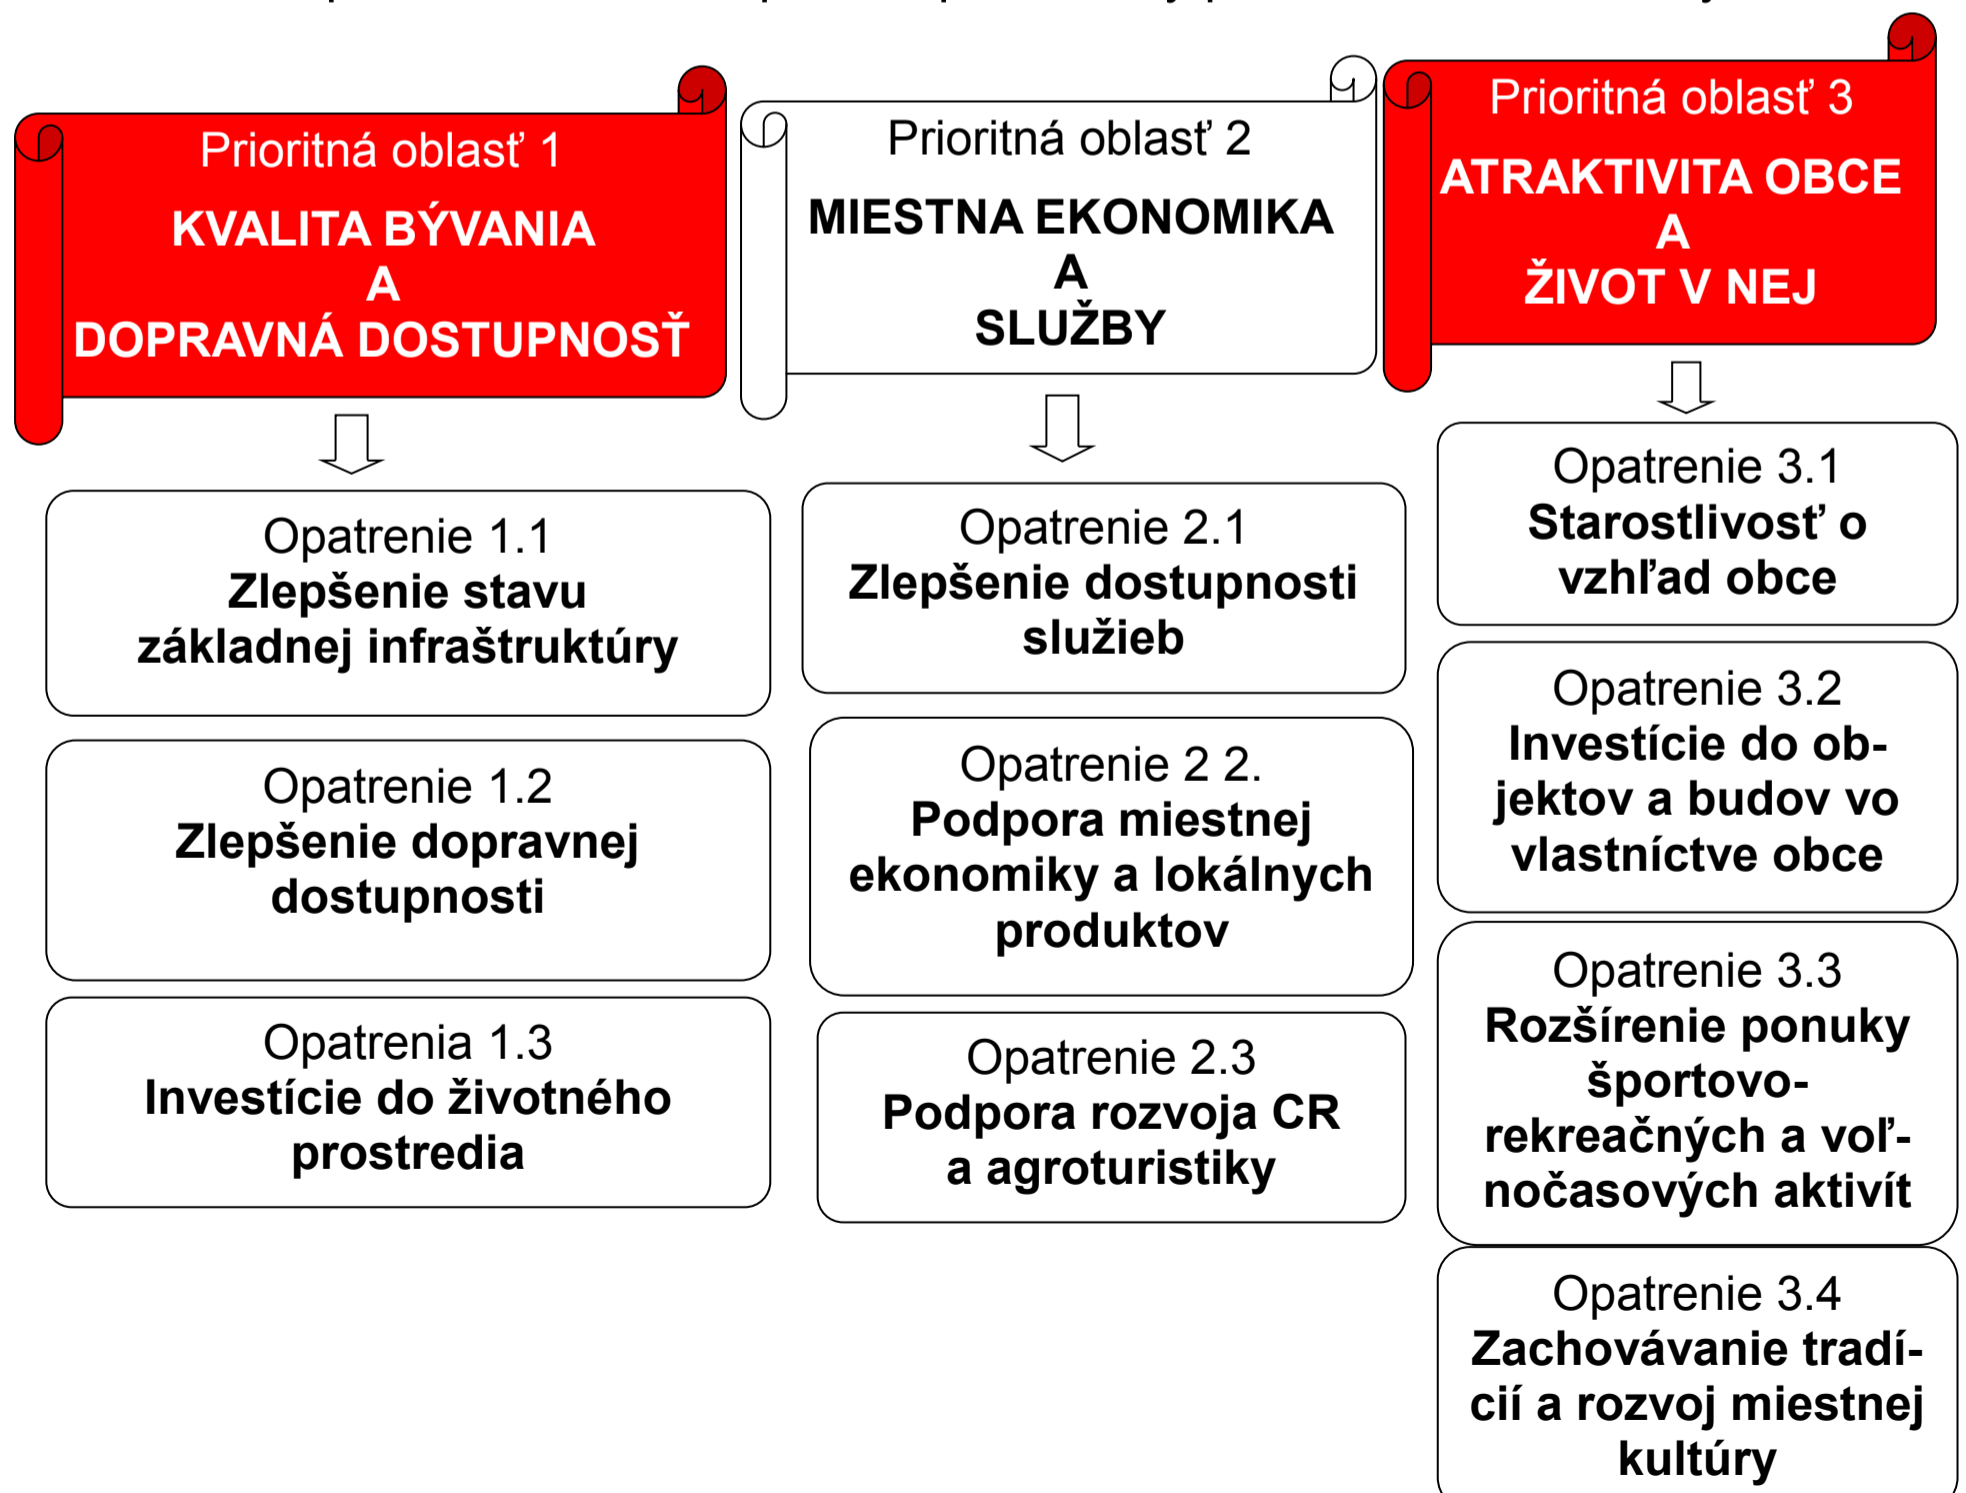 Prioritná oblasť 1
KVALITA BÝVANIA
A
DOPRAVNÁ DOSTUPNOSŤ
Opatrenie 1.1
Zlepšenie stavu
základnej infraštruktúry
Opatrenie 1.2
Zlepšenie dopravnej
dostupnosti
Opatrenia 1.3
Investície do životného
prostredia
Prioritná oblasť 2
MIESTNA EKONOMIKA
A
SLUŽBY
Opatrenie 2.1
Zlepšenie dostupnosti
služieb
Opatrenie 2 2.
Podpora miestnej
ekonomiky a lokálnych
produktov
Opatrenie 2.3
Podpora rozvoja CR
a agroturistiky
Prioritná oblasť 3
ATRAKTIVITA OBCE
A
ŽIVOT V NEJ
Opatrenie 3.1
Starostlivosť o
vzhľad obce
Opatrenie 3.2
Investície do ob-
jektov a budov vo
vlastníctve obce
Opatrenie 3.3
Rozšírenie ponuky
športovo-
rekreačných a voľ-
nočasových aktivít
Opatrenie 3.4
Zachovávanie tradí-
cií a rozvoj miestnej
kultúry